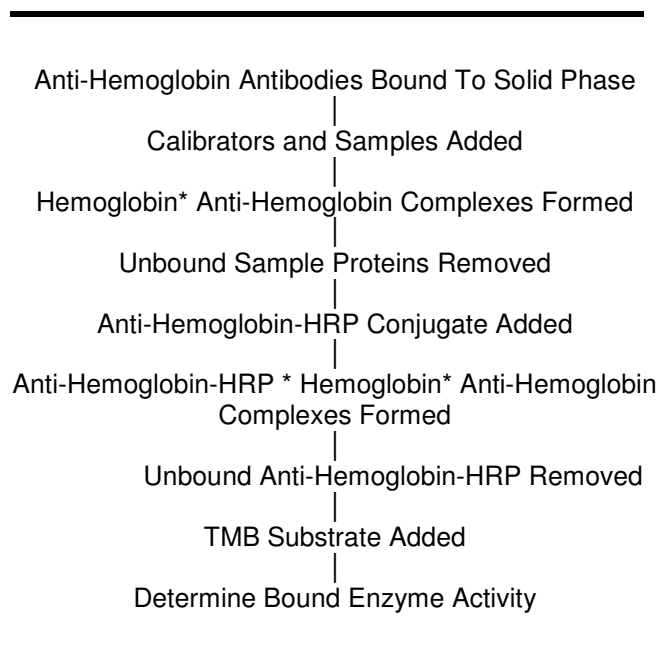 Anti-Hemoglobin Antibodies Bound To Solid Phase
Calibrators and Samples Added
Hemoglobin* Anti-Hemoglobin Complexes Formed
Unbound Sample Proteins Removed
Anti-Hemoglobin-HRP Conjugate Added
Anti-Hemoglobin-HRP * Hemoglobin* Anti-Hemoglobin
Complexes Formed
Unbound Anti-Hemoglobin-HRP Removed
TMB Substrate Added
Determine Bound Enzyme Activity